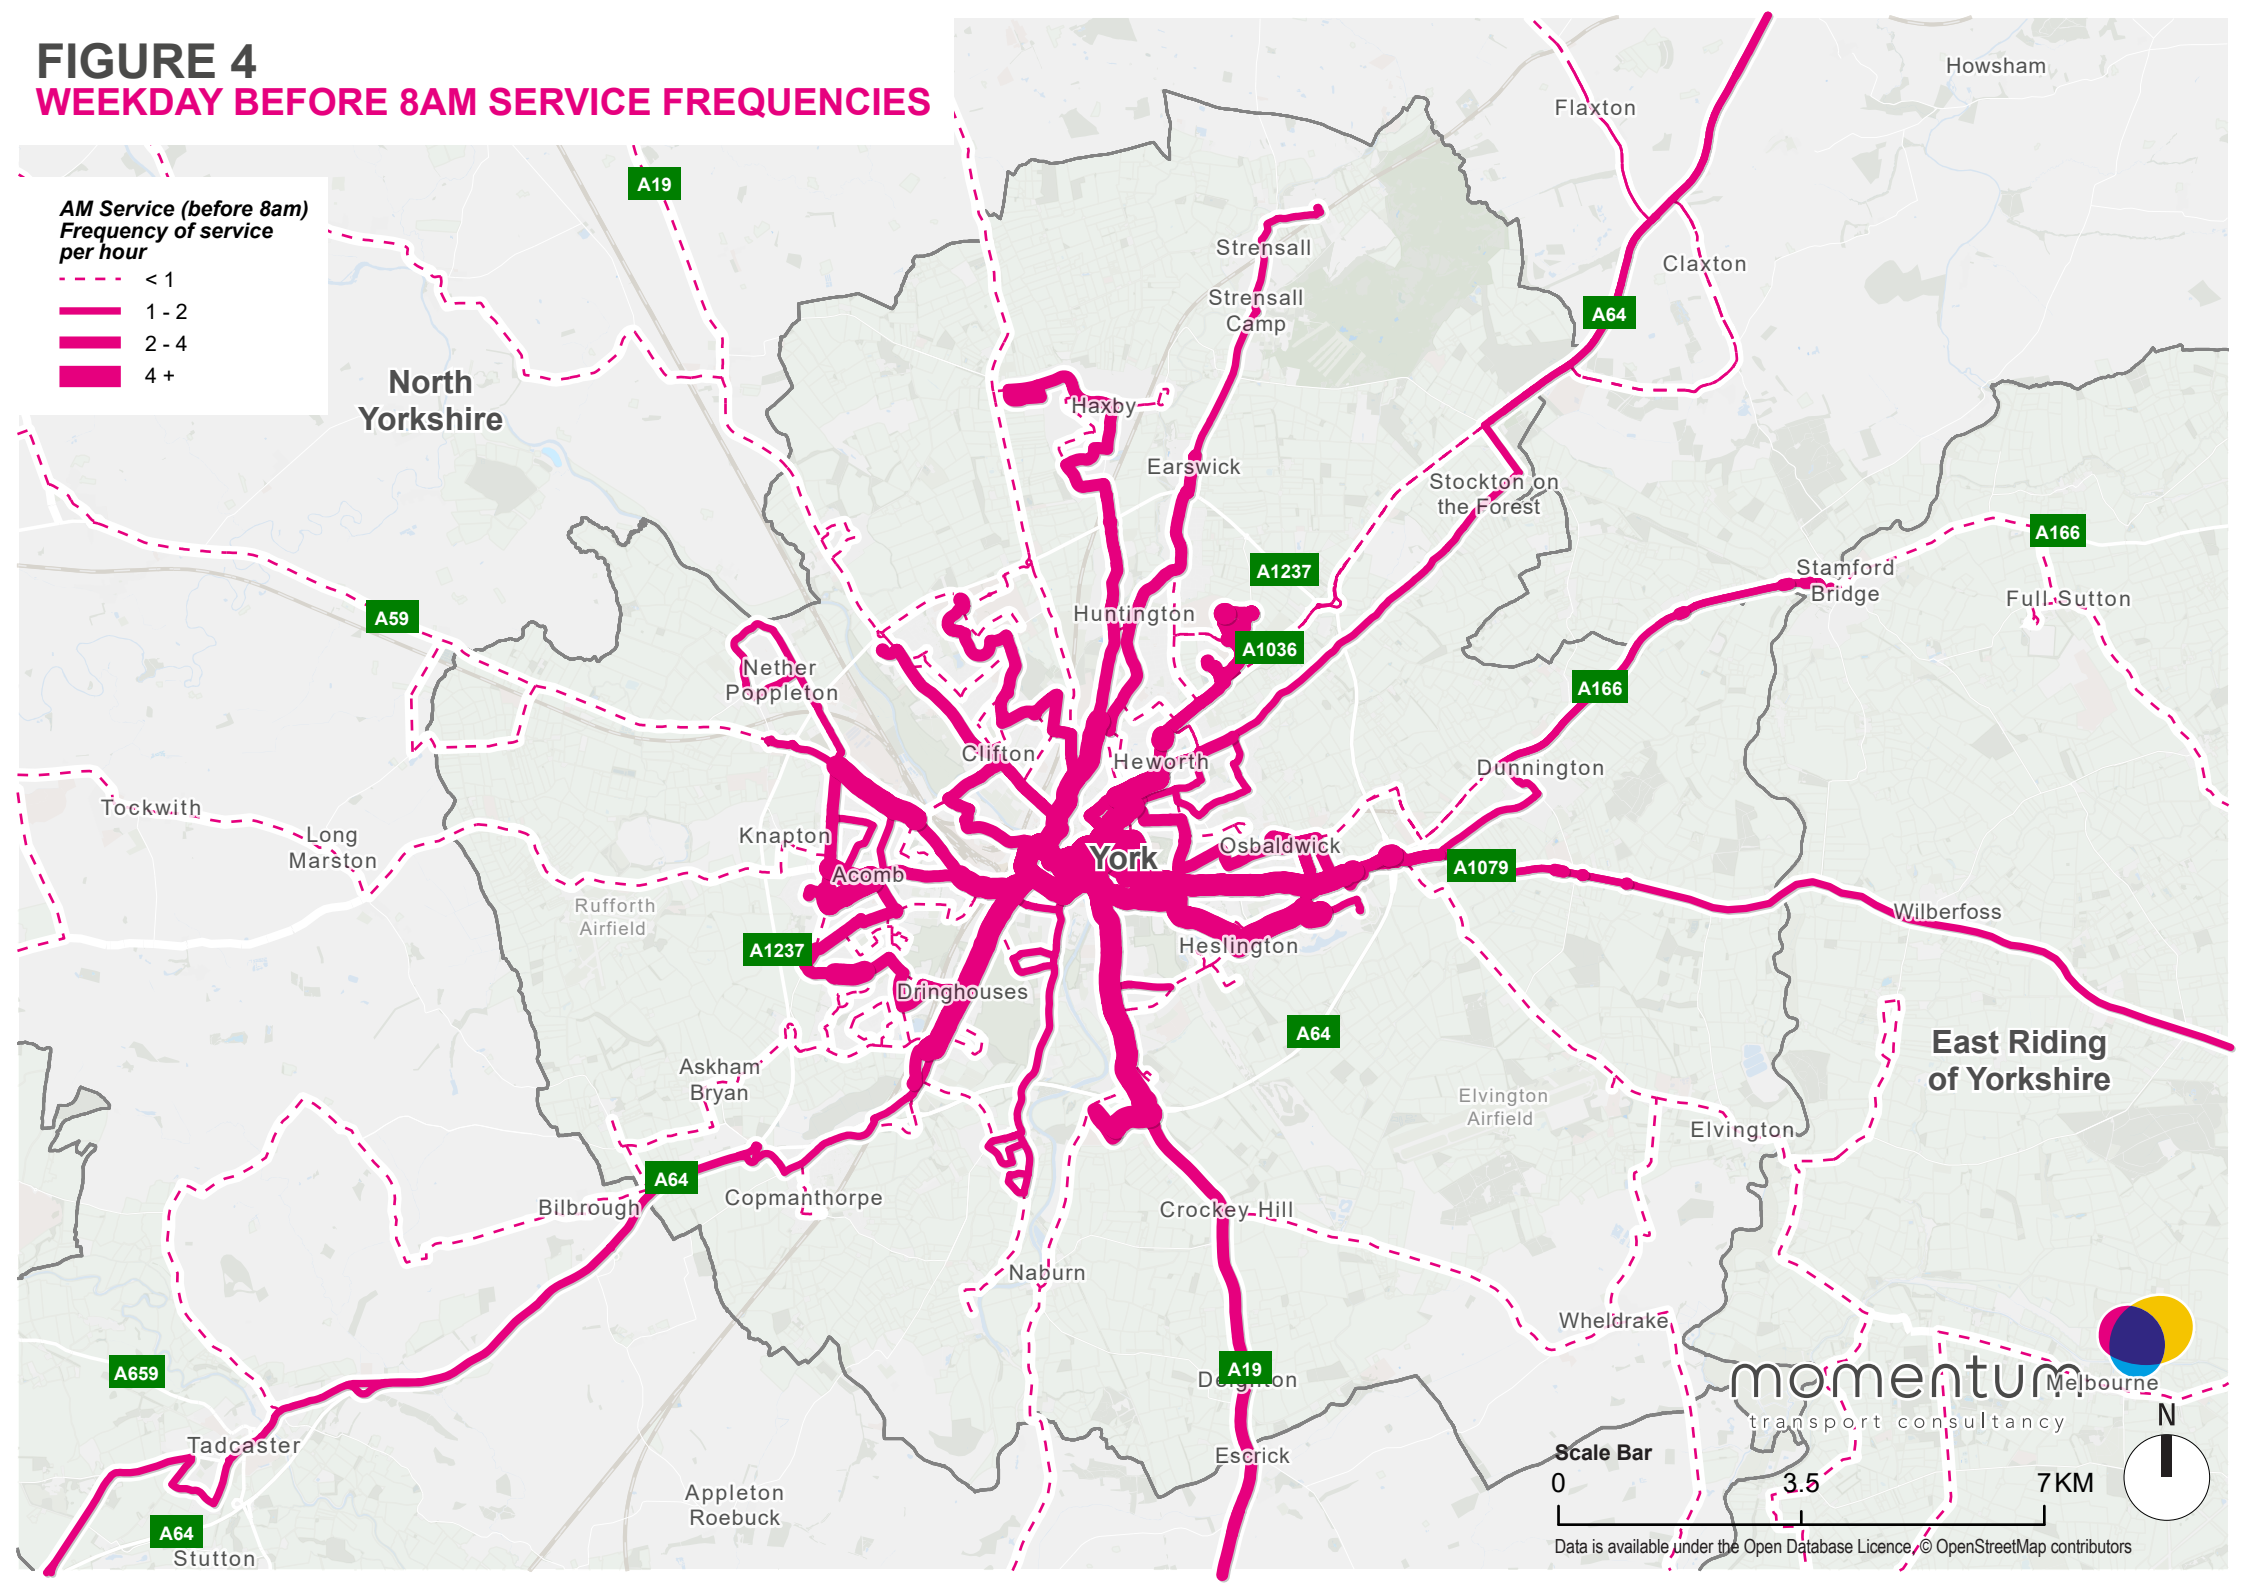 FIGURE 4
WEEKDAY BEFORE 8AM SERVICE FREQUENCIES
AM Service (before 8am)
Frequency of service
per hour
< 1
1 - 2
2 - 4
4 +
Howsham
Flaxton
A19
Strensall
Claxton
Strensall
Camp
A64
North
Yorkshire
Haxby
Earswick
Stockton on
the Forest
A166
A1237
Stamford
Bridge
Full Sutton
A59
Huntington
A1036
Nether
Poppleton
A166
Clifton
Heworth
Dunnington
Tockwith
Long
Marston
Knapton
York
Osbaldwick
A1079
Acomb
Rufforth
Airfield
Wilberfoss
A1237
Heslington
Dringhouses
A64
East Riding
of Yorkshire
Askham
Bryan
Elvington
Airfield
Elvington
A64
Bilbrough
Copmanthorpe
Crockey Hill
Naburn
Wheldrake
A659
A19
Deighton
momentum
transport consultancy
Melbourne
N
Tadcaster
Escrick
Scale Bar
0 3.5 7KM
Appleton
Roebuck
A64
Stutton
Data is available under the Open Database Licence, © OpenStreetMap contributors